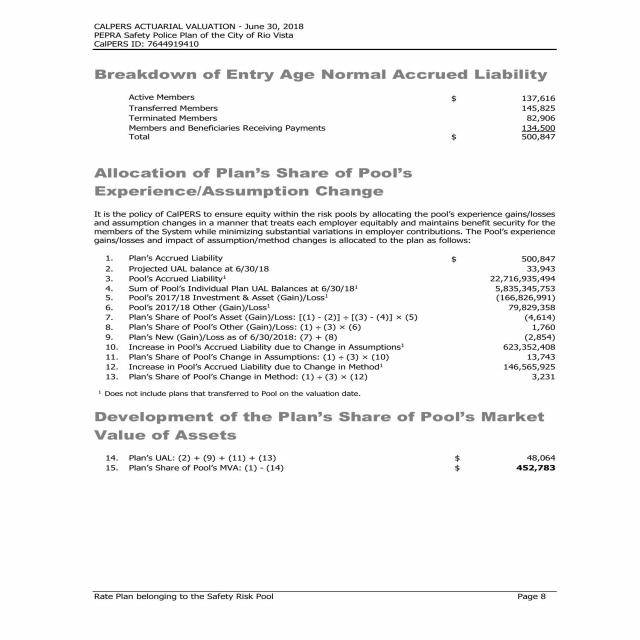 CALPERS ACTUARIAL VALUATION - June 30, 2018
PEPRA Safety Police Plan of the City of Rio Vista
CalPERS ID: 7644919410
Breakdown of Entry Age Normal Accrued Liability
Active Members $ 137,616
Transferred Members 145,825
Terminated Members 82,906
Members and Beneficiaries Receiving Payments 134,500
Total $ 500,847
Allocation of Plan's Share of Pool's
Experience/Assumption Change
It is the policy of CalPERS to ensure equity within the risk pools by allocating the pool's experience gains/losses
and assumption changes in a manner that treats each employer equitably and maintains benefit security for the
members of the System while minimizing substantial variations in employer contributions. The Pool's experience
gains/losses and impact of assumption/method changes is allocated to the plan as follows:
1. Plan's Accrued Liability $ 500,847
2. Projected UAL balance at 6/30/18 33,943
3. Pool's Accrued Liability¹ 22,716,935,494
4. Sum of Pool's Individual Plan UAL Balances at 6/30/18¹ 5,835,345,753
5. Pool's 2017/18 Investment & Asset (Gain)/Loss¹ (166,826,991)
6. Pool's 2017/18 Other (Gain)/Loss¹ 79,829,358
7. Plan's Share of Pool's Asset (Gain)/Loss: [(1) - (2)] ÷ [(3) - (4)] × (5) (4,614)
8. Plan's Share of Pool's Other (Gain)/Loss: (1) ÷ (3) × (6) 1,760
9. Plan's New (Gain)/Loss as of 6/30/2018: (7) + (8) (2,854)
10. Increase in Pool's Accrued Liability due to Change in Assumptions¹ 623,352,408
11. Plan's Share of Pool's Change in Assumptions: (1) ÷ (3) × (10) 13,743
12. Increase in Pool's Accrued Liability due to Change in Method¹ 146,565,925
13. Plan's Share of Pool's Change in Method: (1) ÷ (3) × (12) 3,231
¹ Does not include plans that transferred to Pool on the valuation date.
Development of the Plan's Share of Pool's Market
Value of Assets
14. Plan's UAL: (2) + (9) + (11) + (13) $ 48,064
15. Plan's Share of Pool's MVA: (1) - (14) $ 452,783
Rate Plan belonging to the Safety Risk Pool Page 8